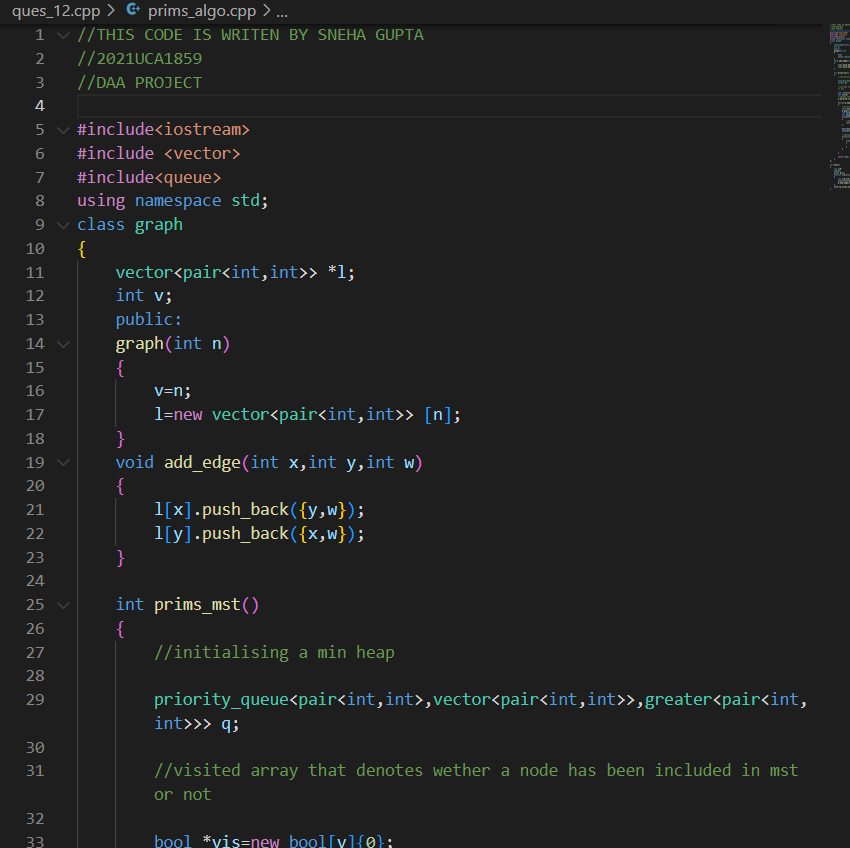 ques_12.cpp > prims_algo.cpp > ...
1 //THIS CODE IS WRITEN BY SNEHA GUPTA
2 //2021UCA1859
3 //DAA PROJECT
4
5 #include<iostream>
6 #include <vector>
7 #include<queue>
8 using namespace std;
9 class graph
10 {
11 vector<pair<int,int>> *l;
12 int v;
13 public:
14 graph(int n)
15 {
16 v=n;
17 l=new vector<pair<int,int>> [n];
18 }
19 void add_edge(int x,int y,int w)
20 {
21 l[x].push_back({y,w});
22 l[y].push_back({x,w});
23 }
24
25 int prims_mst()
26 {
27 //initialising a min heap
28
29 priority_queue<pair<int,int>,vector<pair<int,int>>,greater<pair<int,
int>>> q;
30
31 //visited array that denotes wether a node has been included in mst
or not
32
33 bool *vis=new bool[v]{0};